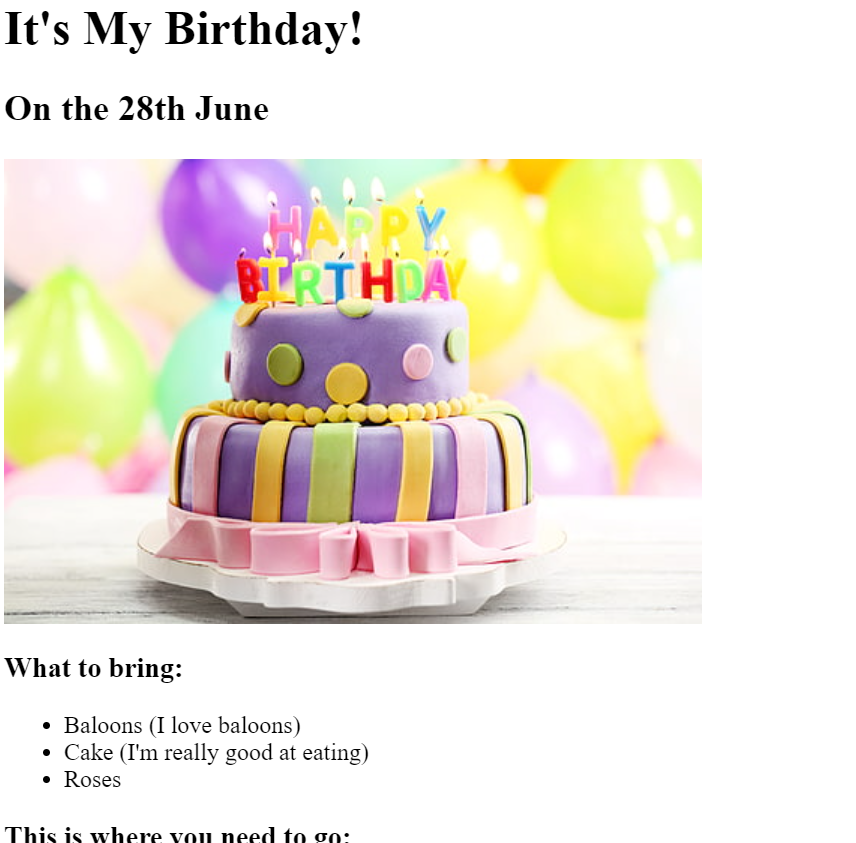 It's My Birthday!
On the 28th June
HAPPY
BIRTHDAY
What to bring:
Baloons (I love baloons)
Cake (I'm really good at eating)
Roses
This is where you need to go: